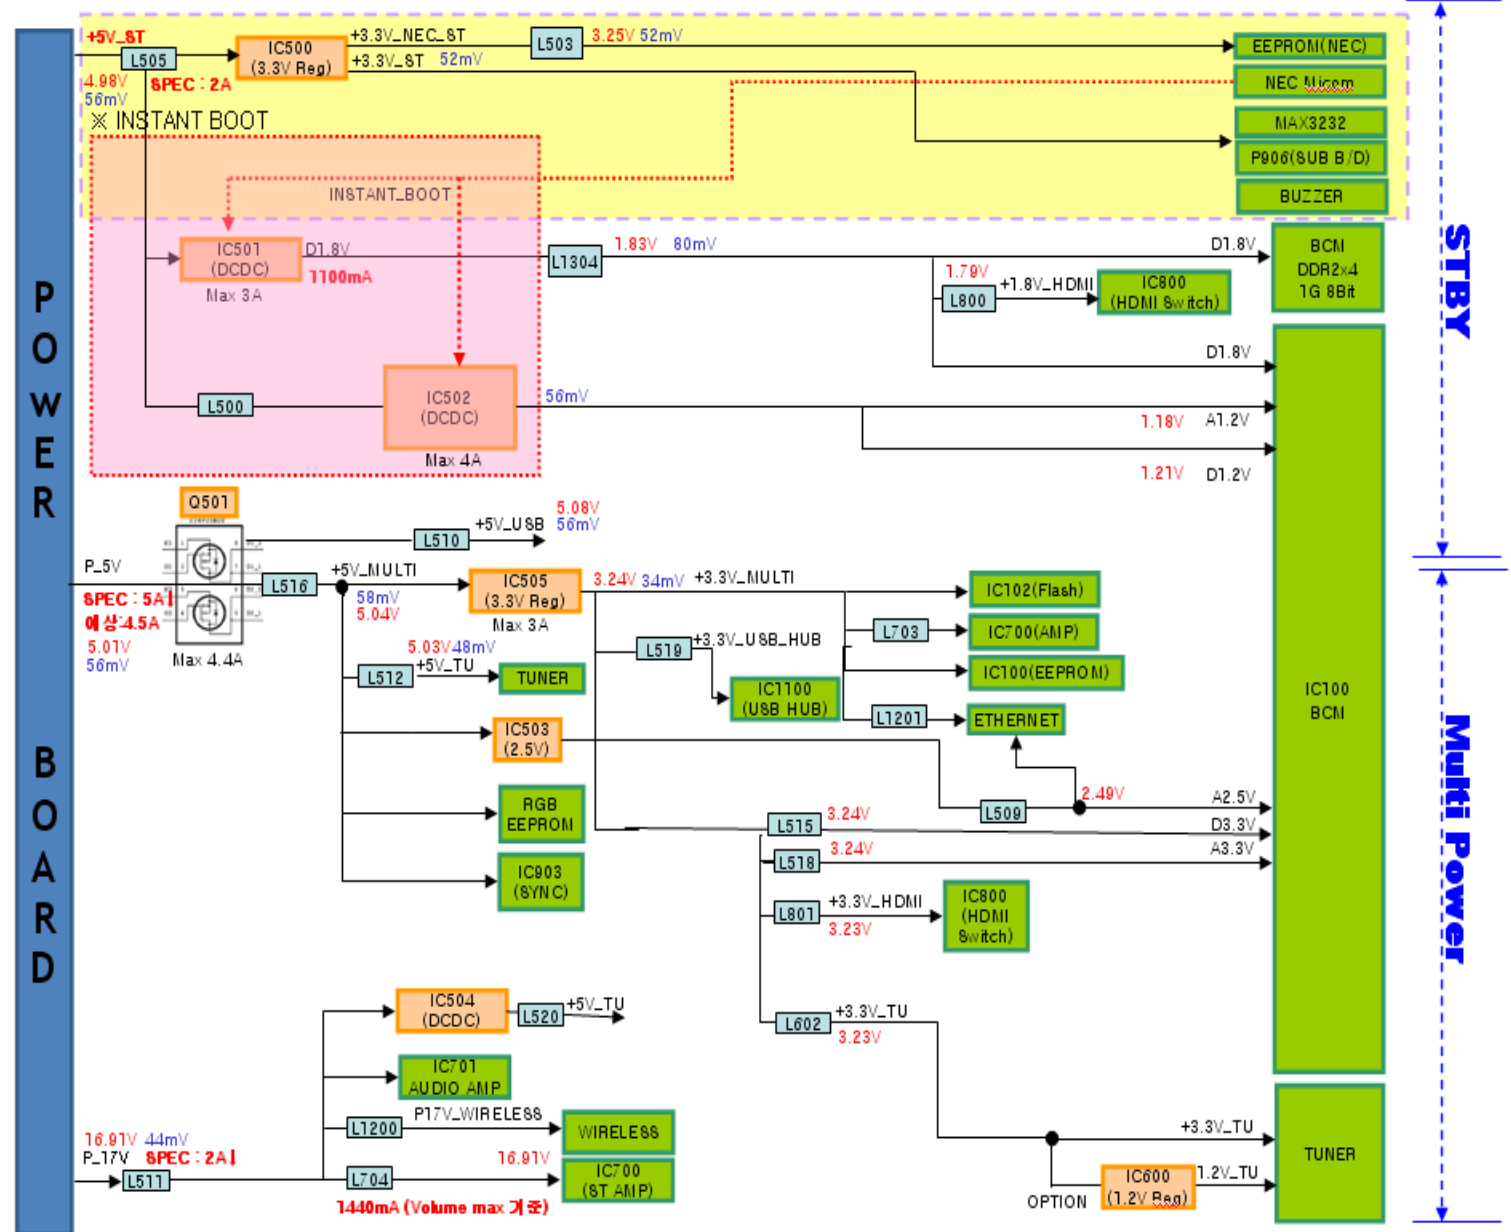 POWER BOARD
+5V_ST
L505
4.98V
56mV
SPEC : 2A
IC500
(3.3V Reg)
+3.3V_NEC_ST
+3.3V_ST 52mV
L503
3.25V 52mV
EEPROM(NEC)
NEC Micom
MAX3232
P906(SUB B/D)
BUZZER
※ INSTANT BOOT
INSTANT_BOOT
IC501
(DCDC)
Max 3A
D1.8V
1100mA
L1304
1.83V 80mV
D1.8V
BCM
DDR2x4
1G 8Bit
1.79V
L800
+1.8V_HDMI
IC800
(HDMI Switch)
D1.8V
L500
IC502
(DCDC)
Max 4A
56mV
1.18V A1.2V
1.21V D1.2V
STBY
Q501
Max 4.4A
P_5V
SPEC : 5A↓
예상:4.5A
5.01V
56mV
L510
+5V_USB
5.08V
56mV
L516
+5V_MULTI
58mV
5.04V
IC505
(3.3V Reg)
Max 3A
3.24V 34mV +3.3V_MULTI
IC102(Flash)
L703
IC700(AMP)
IC100(EEPROM)
L519
+3.3V_USB_HUB
IC1100
(USB HUB)
L1201
ETHERNET
5.03V 48mV
L512
+5V_TU
TUNER
IC503
(2.5V)
L509
2.49V
A2.5V
RGB
EEPROM
IC903
(SYNC)
L515
3.24V
D3.3V
L518
3.24V
A3.3V
L801
+3.3V_HDMI
3.23V
IC800
(HDMI
Switch)
IC100
BCM
Multi Power
L602
+3.3V_TU
3.23V
IC504
(DCDC)
L520
+5V_TU
IC701
AUDIO AMP
L1200
P17V_WIRELESS
WIRELESS
16.91V 44mV
P_17V SPEC : 2A↓
L511
L704
16.91V
IC700
(ST AMP)
1440mA (Volume max 기준)
+3.3V_TU
OPTION
IC600
(1.2V Reg)
1.2V_TU
TUNER